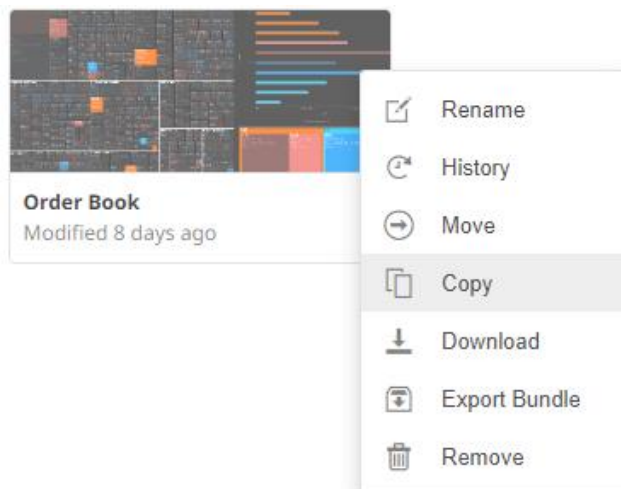 Order Book
Modified 8 days ago
Rename
History
Move
Copy
Download
Export Bundle
Remove